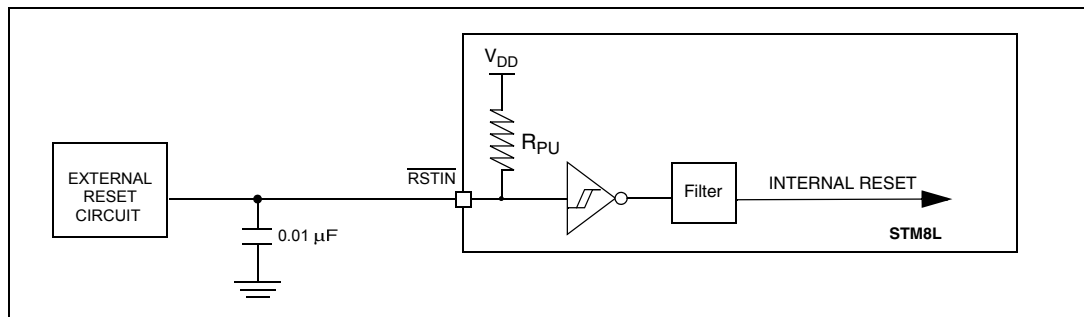 V_DD
R_PU
EXTERNAL
RESET
CIRCUIT
RSTIN
Filter
INTERNAL RESET
0.01 µF
STM8L